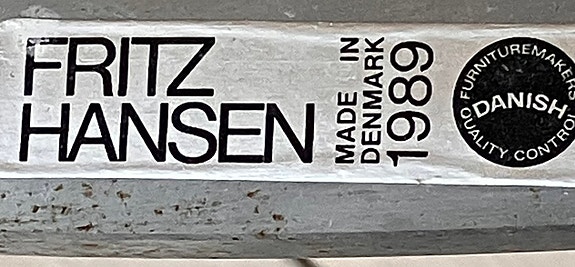 FRITZ
HANSEN
MADE IN
DENMARK
1989
FURNITUREMAKERS
DANISH
QUALITY CONTROL